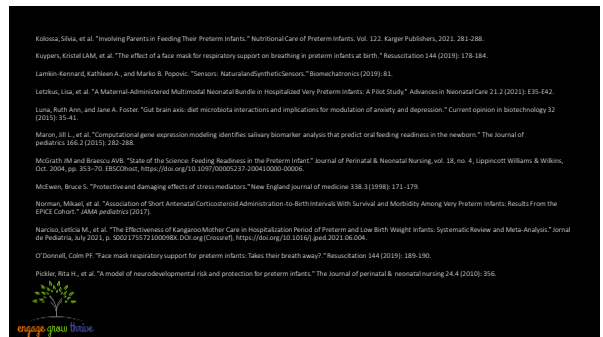 Kolossa, Silvia, et al. "Involving Parents in Feeding Their Preterm Infants." Nutritional Care of Preterm Infants. Vol. 122. Karger Publishers, 2021. 281-288.
Kuypers, Kristel LAM, et al. "The effect of a face mask for respiratory support on breathing in preterm infants at birth." Resuscitation 144 (2019): 178-184.
Lamkin-Kennard, Kathleen A., and Marko B. Popovic. "Sensors: NaturalandSyntheticSensors." Biomechatronics (2019): 81.
Letzkus, Lisa, et al. "A Maternal-Administered Multimodal Neonatal Bundle in Hospitalized Very Preterm Infants: A Pilot Study." Advances in Neonatal Care 21.2 (2021): E35-E42.
Luna, Ruth Ann, and Jane A. Foster. "Gut brain axis: diet microbiota interactions and implications for modulation of anxiety and depression." Current opinion in biotechnology 32
(2015): 35-41.
Maron, Jill L., et al. "Computational gene expression modeling identifies salivary biomarker analysis that predict oral feeding readiness in the newborn." The Journal of
pediatrics 166.2 (2015): 282-288.
McGrath JM and Braescu AVB. "State of the Science: Feeding Readiness in the Preterm Infant." Journal of Perinatal & Neonatal Nursing, vol. 18, no. 4, Lippincott Williams & Wilkins,
Oct. 2004, pp. 353–70. EBSCOhost, https://doi.org/10.1097/00005237-200410000-00006.
McEwen, Bruce S. "Protective and damaging effects of stress mediators." New England journal of medicine 338.3 (1998): 171-179.
Norman, Mikael, et al. "Association of Short Antenatal Corticosteroid Administration-to-Birth Intervals With Survival and Morbidity Among Very Preterm Infants: Results From the
EPICE Cohort." JAMA pediatrics (2017).
Narciso, Letícia M., et al. "The Effectiveness of Kangaroo Mother Care in Hospitalization Period of Preterm and Low Birth Weight Infants: Systematic Review and Meta-Analysis." Jornal
de Pediatria, July 2021, p. S002175572100098X. DOI.org (Crossref), https://doi.org/10.1016/j.jped.2021.06.004.
O'Donnell, Colm PF. "Face mask respiratory support for preterm infants: Takes their breath away?." Resuscitation 144 (2019): 189-190.
Pickler, Rita H., et al. "A model of neurodevelopmental risk and protection for preterm infants." The Journal of perinatal & neonatal nursing 24.4 (2010): 356.
engage grow thrive